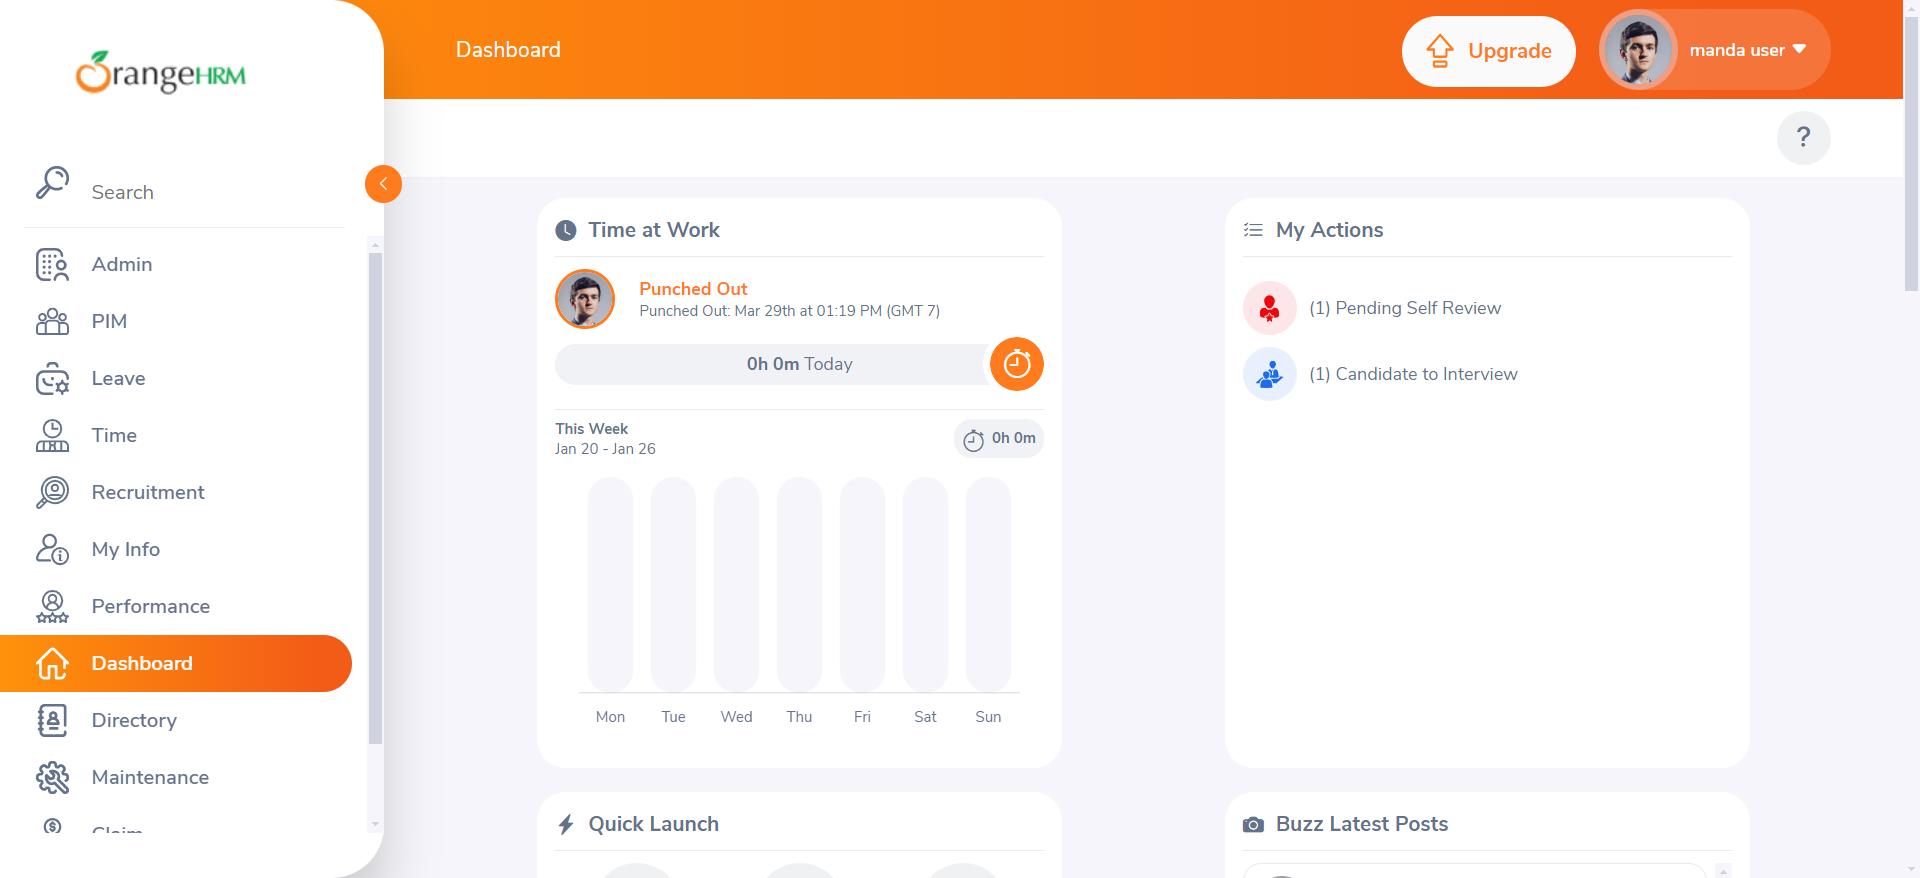 OrangeHRM
Dashboard
Upgrade
manda user
?
Search
Admin
PIM
Leave
Time
Recruitment
My Info
Performance
Dashboard
Directory
Maintenance
Claim
Time at Work
Punched Out
Punched Out: Mar 29th at 01:19 PM (GMT 7)
0h 0m Today
This Week
Jan 20 - Jan 26
0h 0m
Mon Tue Wed Thu Fri Sat Sun
My Actions
(1) Pending Self Review
(1) Candidate to Interview
Quick Launch
Buzz Latest Posts